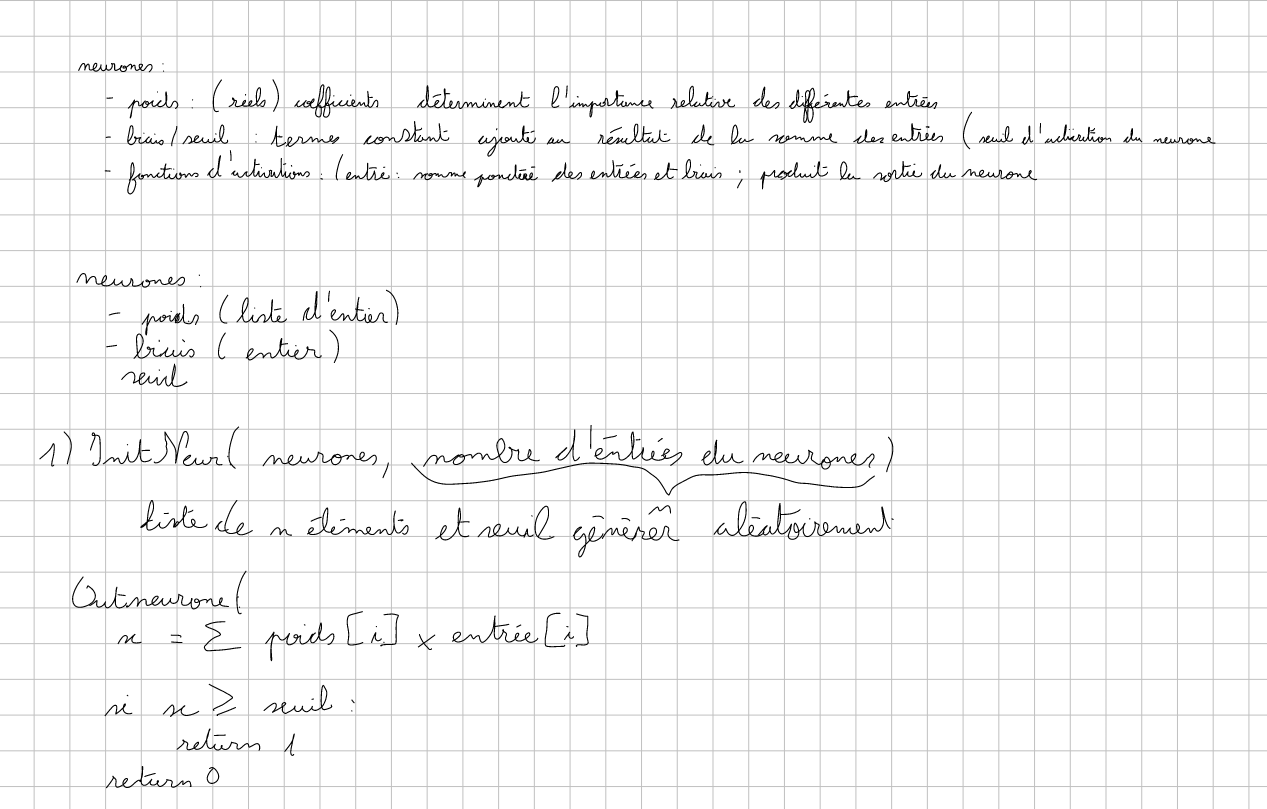 neurones :
- poids : (réels) coefficients déterminent l'importance relative des différentes entrées
- biais/seuil : termes constant ajouté au résultat de la somme des entrées (seuil d'activation du neurone
- fonctions d'activations : (entré : somme pondéré des entrées et biais ; produit la sortie du neurone
neurones :
- poids (liste d'entier)
- biais (entier)
seuil
1) InitNeur( neurones, nombre d'entrées du neurones)
n
liste de n éléments et seuil générer aléatoirement
Outneurone(
x = Σ poids[i] × entrée[i]
si x ⩾ seuil :
return 1
return 0